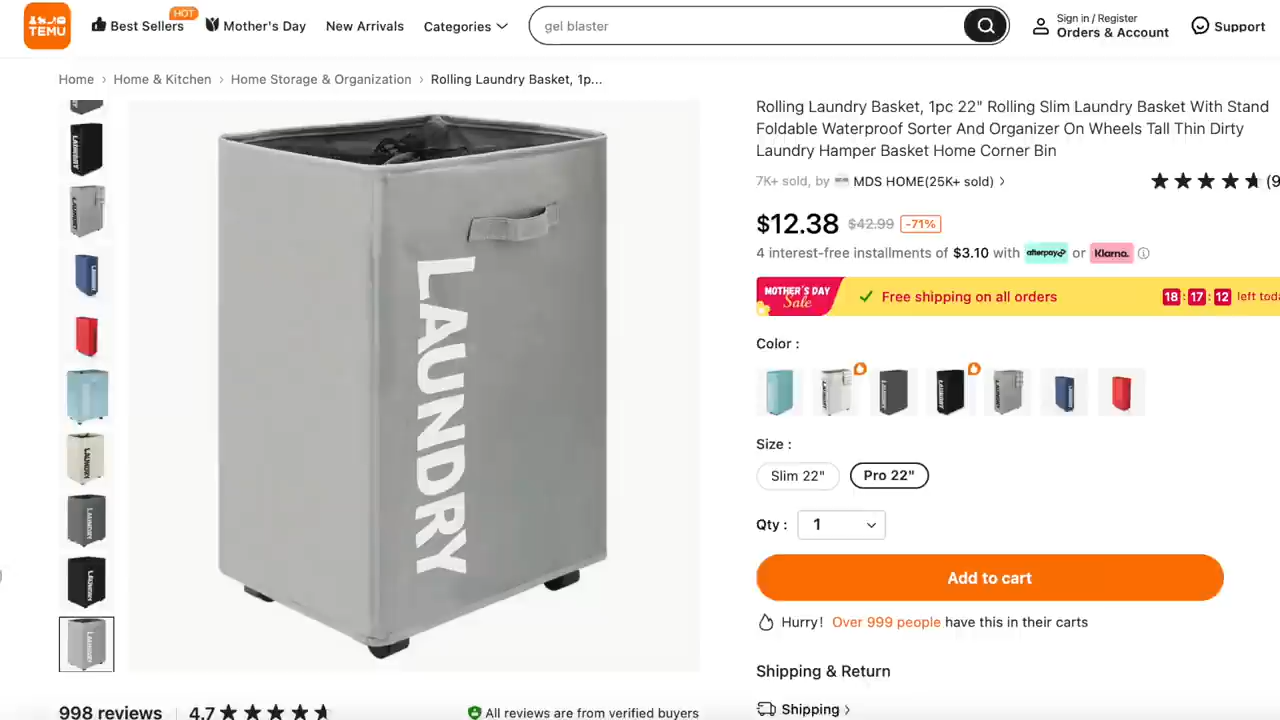 TEMU
Best Sellers
HOT
Mother's Day
New Arrivals
Categories
gel blaster
Sign in / Register
Orders & Account
Support
Home › Home & Kitchen › Home Storage & Organization › Rolling Laundry Basket, 1p...
LAUNDRY
Rolling Laundry Basket, 1pc 22" Rolling Slim Laundry Basket With Stand
Foldable Waterproof Sorter And Organizer On Wheels Tall Thin Dirty
Laundry Hamper Basket Home Corner Bin
7K+ sold, by MDS HOME(25K+ sold) ›
(9
$12.38 $42.99 -71%
4 interest-free installments of $3.10 with afterpay or Klarna.
MOTHER'S DAY
Sale
Free shipping on all orders
18 : 17 : 12 left toda
Color :
Size :
Slim 22" Pro 22"
Qty : 1
Add to cart
Hurry! Over 999 people have this in their carts
Shipping & Return
Shipping ›
998 reviews 4.7
All reviews are from verified buyers